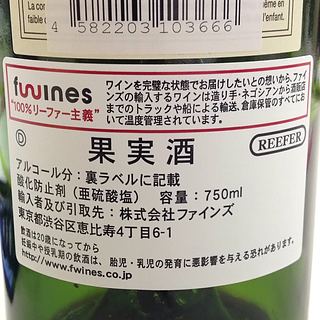 La con
faible c
ême en
l'enfant.
4 582203 103666
fwines
"100%リーファー主義"
ワインを完璧な状態でお届けしたいとの想いから、ファイ
ンズの輸入するワインは造り手・ネゴシアンから酒販店
までのトラックや船による輸送、倉庫保管のすべてにお
いて温度管理されています。
REEFER
果実酒
アルコール分：裏ラベルに記載
酸化防止剤（亜硫酸塩） 容量：750ml
輸入者及び引取先：株式会社ファインズ
東京都渋谷区恵比寿4丁目6-1
飲酒は20歳になってから
妊娠中や授乳期の飲酒は、胎児・乳児の発育に悪影響を与える恐れがあります。
http://www.fwines.co.jp